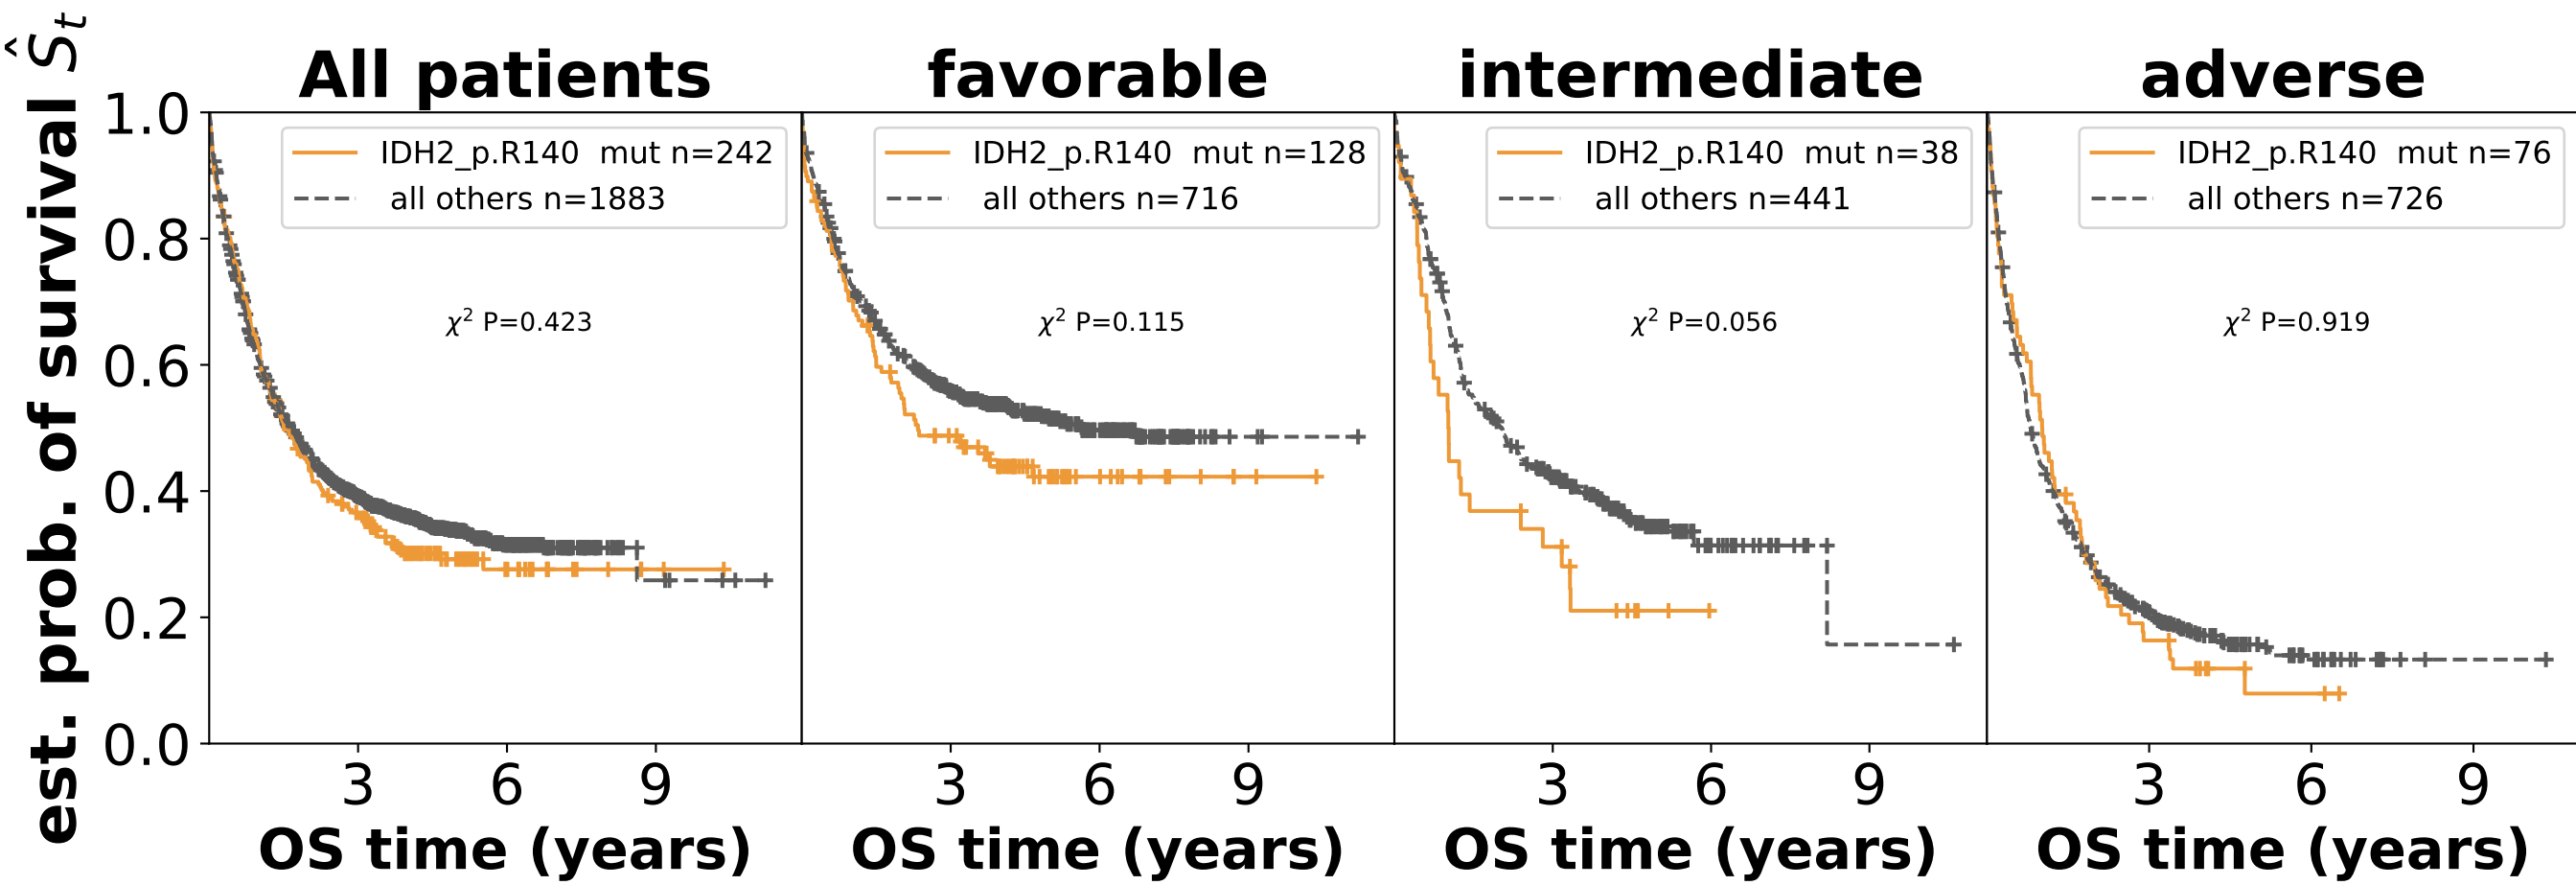 est. prob. of survival Ŝt
All patients
1.0
0.8
0.6
0.4
0.2
0.0
IDH2_p.R140 mut n=242
all others n=1883
χ² P=0.423
3 6 9
OS time (years)
favorable
IDH2_p.R140 mut n=128
all others n=716
χ² P=0.115
3 6 9
OS time (years)
intermediate
IDH2_p.R140 mut n=38
all others n=441
χ² P=0.056
3 6 9
OS time (years)
adverse
IDH2_p.R140 mut n=76
all others n=726
χ² P=0.919
3 6 9
OS time (years)